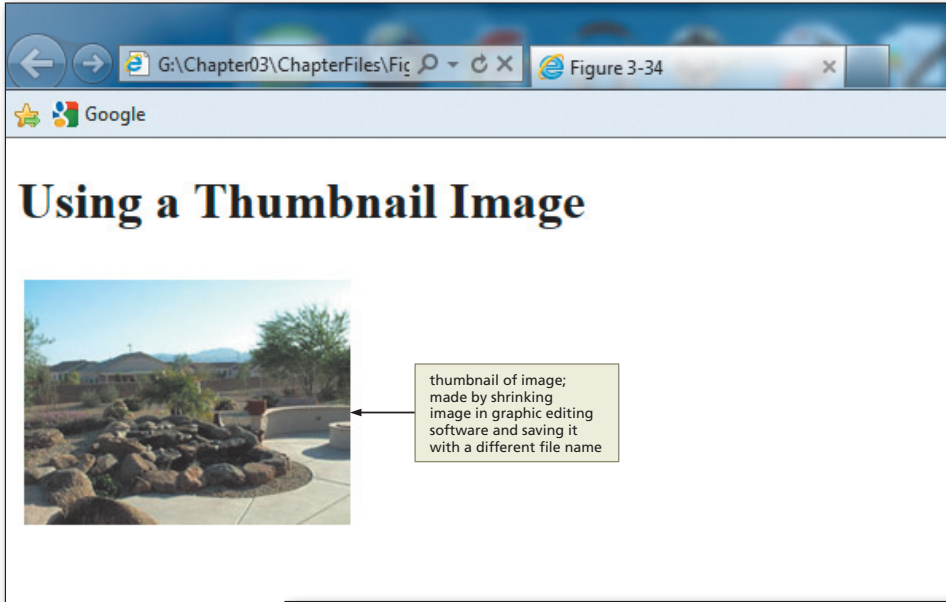 G:\Chapter03\ChapterFiles\Fig
Figure 3-34
Google
Using a Thumbnail Image
thumbnail of image;
made by shrinking
image in graphic editing
software and saving it
with a different file name